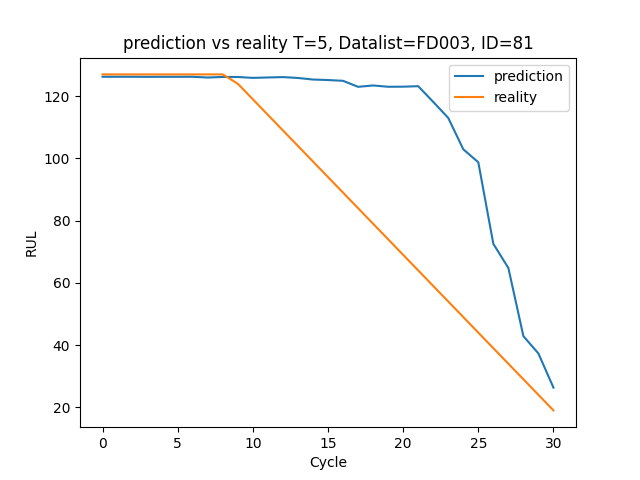 prediction vs reality T=5, Datalist=FD003, ID=81
prediction
reality
RUL
120
100
80
60
40
20
0 5 10 15 20 25 30
Cycle